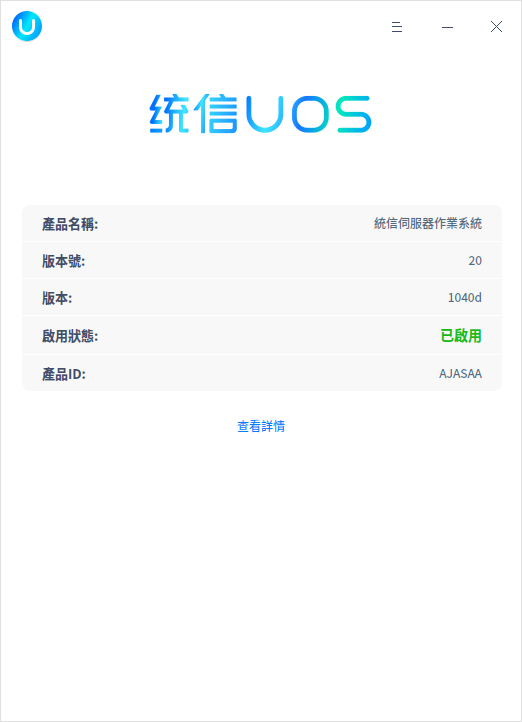 统信UOS
產品名稱: 統信伺服器作業系統
版本號: 20
版本: 1040d
啟用狀態: 已啟用
產品ID: AJASAA
查看詳情